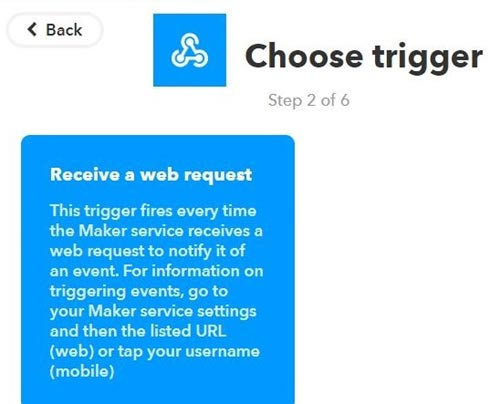 Back
Choose trigger
Step 2 of 6
Receive a web request
This trigger fires every time
the Maker service receives a
web request to notify it of
an event. For information on
triggering events, go to
your Maker service settings
and then the listed URL
(web) or tap your username
(mobile)